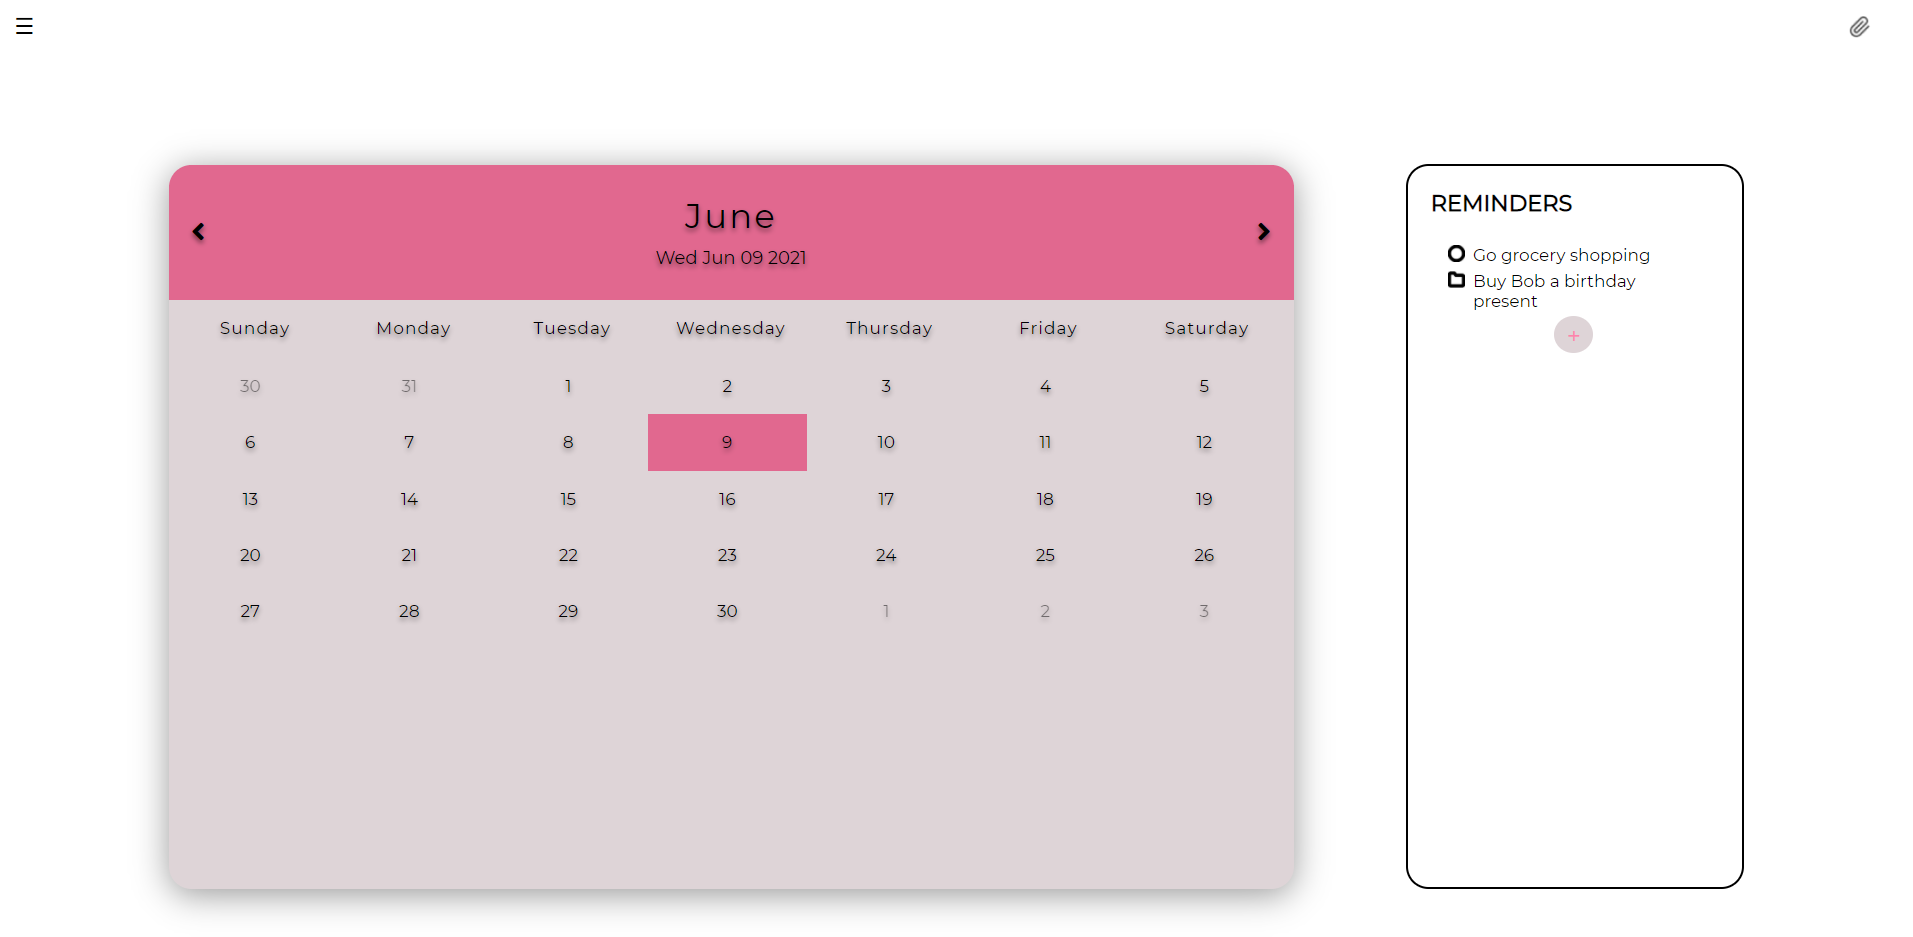 June
Wed Jun 09 2021
Sunday Monday Tuesday Wednesday Thursday Friday Saturday
30 31 1 2 3 4 5
6 7 8 9 10 11 12
13 14 15 16 17 18 19
20 21 22 23 24 25 26
27 28 29 30 1 2 3
REMINDERS
Go grocery shopping
Buy Bob a birthday
present
+